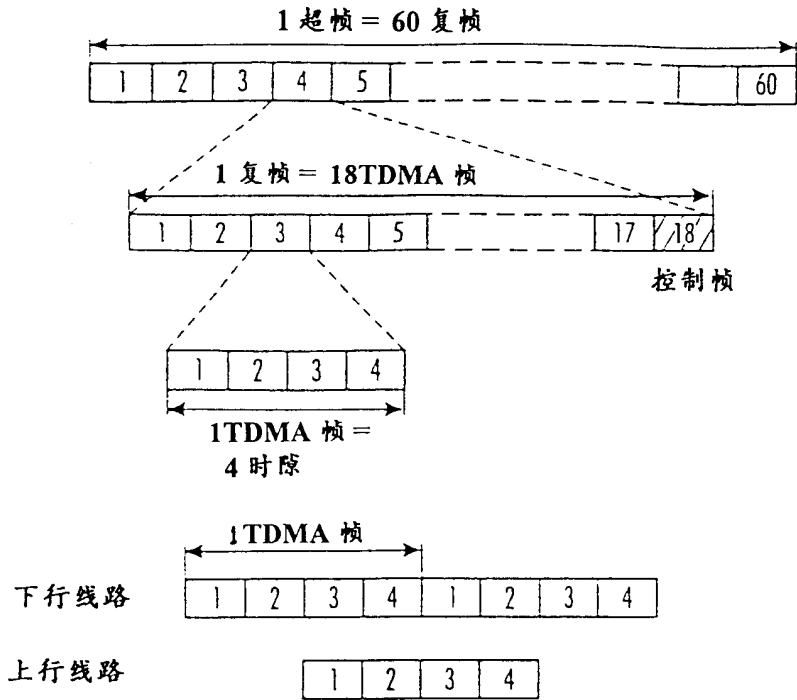 1 超帧 = 60 复帧
1 2 3 4 5 60
1 复帧 = 18TDMA 帧
1 2 3 4 5 17 18
控制帧
1 2 3 4
1TDMA 帧 =
4 时隙
1TDMA 帧
下行线路 1 2 3 4 1 2 3 4
上行线路 1 2 3 4